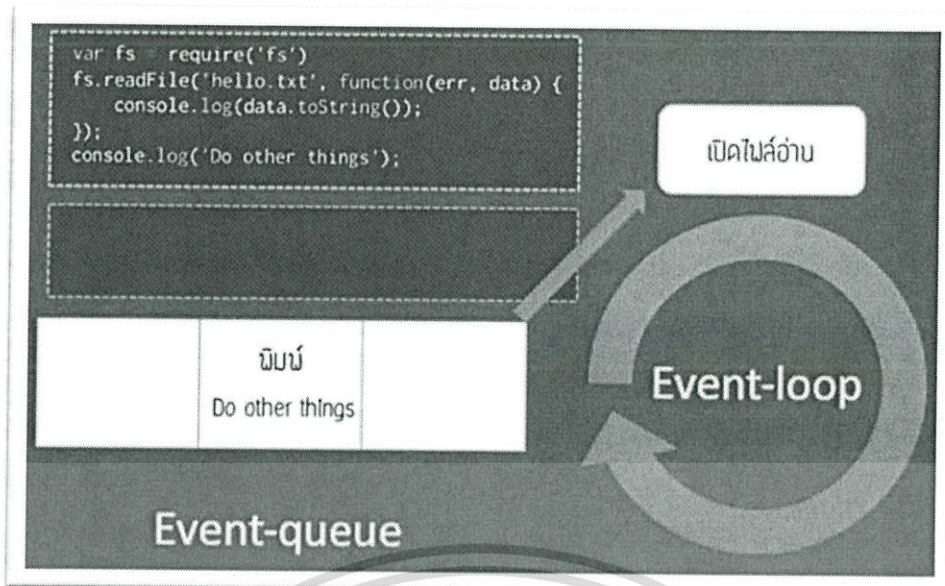 var fs = require('fs')
fs.readFile('hello.txt', function(err, data) {
console.log(data.toString());
});
console.log('Do other things');
เปิดไฟล์อ่าน
พิมพ์
Do other things
Event-loop
Event-queue